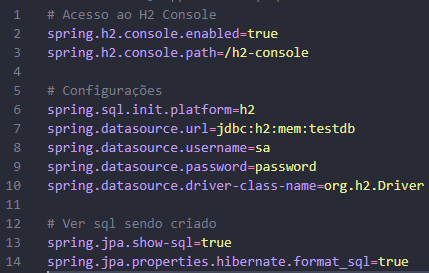 1 # Acesso ao H2 Console
2 spring.h2.console.enabled=true
3 spring.h2.console.path=/h2-console
4
5 # Configurações
6 spring.sql.init.platform=h2
7 spring.datasource.url=jdbc:h2:mem:testdb
8 spring.datasource.username=sa
9 spring.datasource.password=password
10 spring.datasource.driver-class-name=org.h2.Driver
11
12 # Ver sql sendo criado
13 spring.jpa.show-sql=true
14 spring.jpa.properties.hibernate.format_sql=true